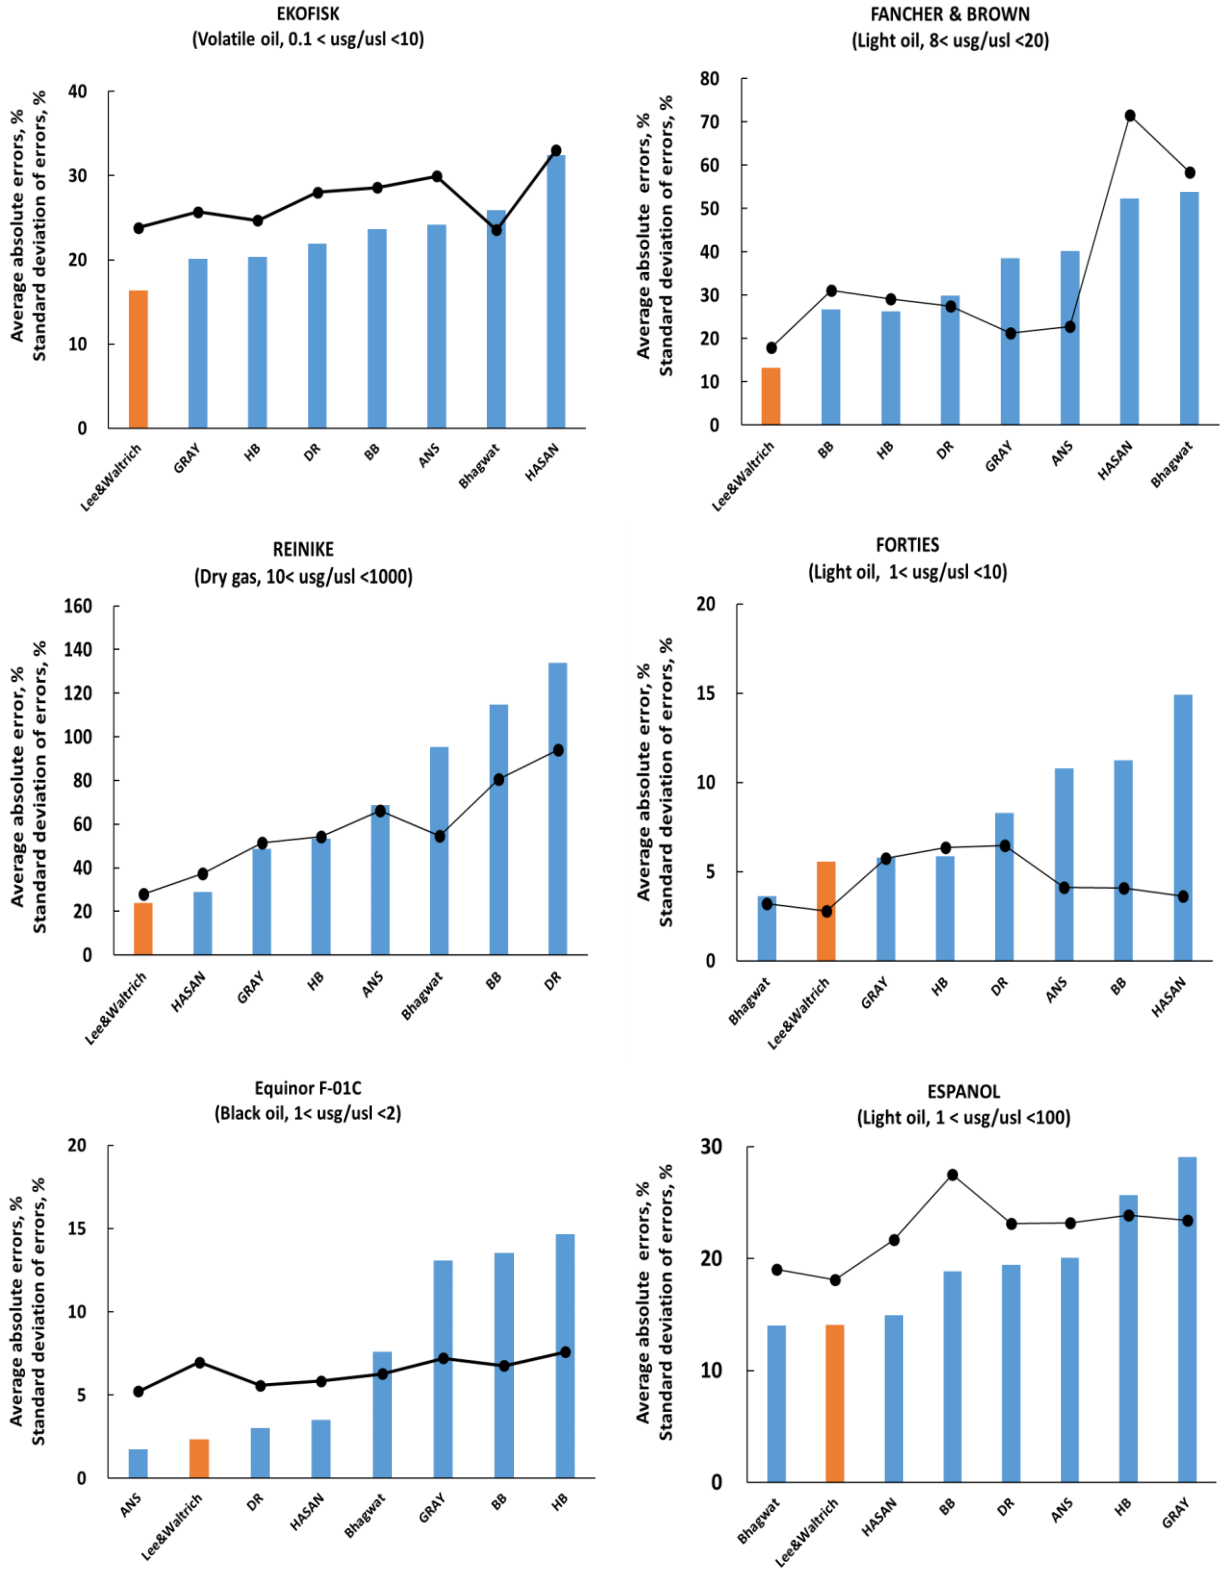 EKOFISK
(Volatile oil, 0.1 < usg/usl <10)
Average absolute errors, %
Standard deviation of errors, %
40
30
20
10
0
Lee&Waltrich
GRAY
HB
DR
BB
ANS
Bhagwat
HASAN
FANCHER & BROWN
(Light oil, 8< usg/usl <20)
Average absolute errors, %
Standard deviation of errors, %
80
70
60
50
40
30
20
10
0
Lee&Waltrich
BB
HB
DR
GRAY
ANS
HASAN
Bhagwat
REINIKE
(Dry gas, 10< usg/usl <1000)
Average absolute error, %
Standard deviation of errors, %
160
140
120
100
80
60
40
20
0
Lee&Waltrich
HASAN
GRAY
HB
ANS
Bhagwat
BB
DR
FORTIES
(Light oil, 1< usg/usl <10)
Average absolute error, %
Standard deviation of errors, %
20
15
10
5
0
Bhagwat
Lee&Waltrich
GRAY
HB
DR
ANS
BB
HASAN
Equinor F-01C
(Black oil, 1< usg/usl <2)
Average absolute errors, %
Standard deviation of errors, %
20
15
10
5
0
ANS
Lee&Waltrich
DR
HASAN
Bhagwat
GRAY
BB
HB
ESPANOL
(Light oil, 1 < usg/usl <100)
Average absolute errors, %
Standard deviation of errors, %
30
20
10
0
Bhagwat
Lee&Waltrich
HASAN
BB
DR
ANS
HB
GRAY